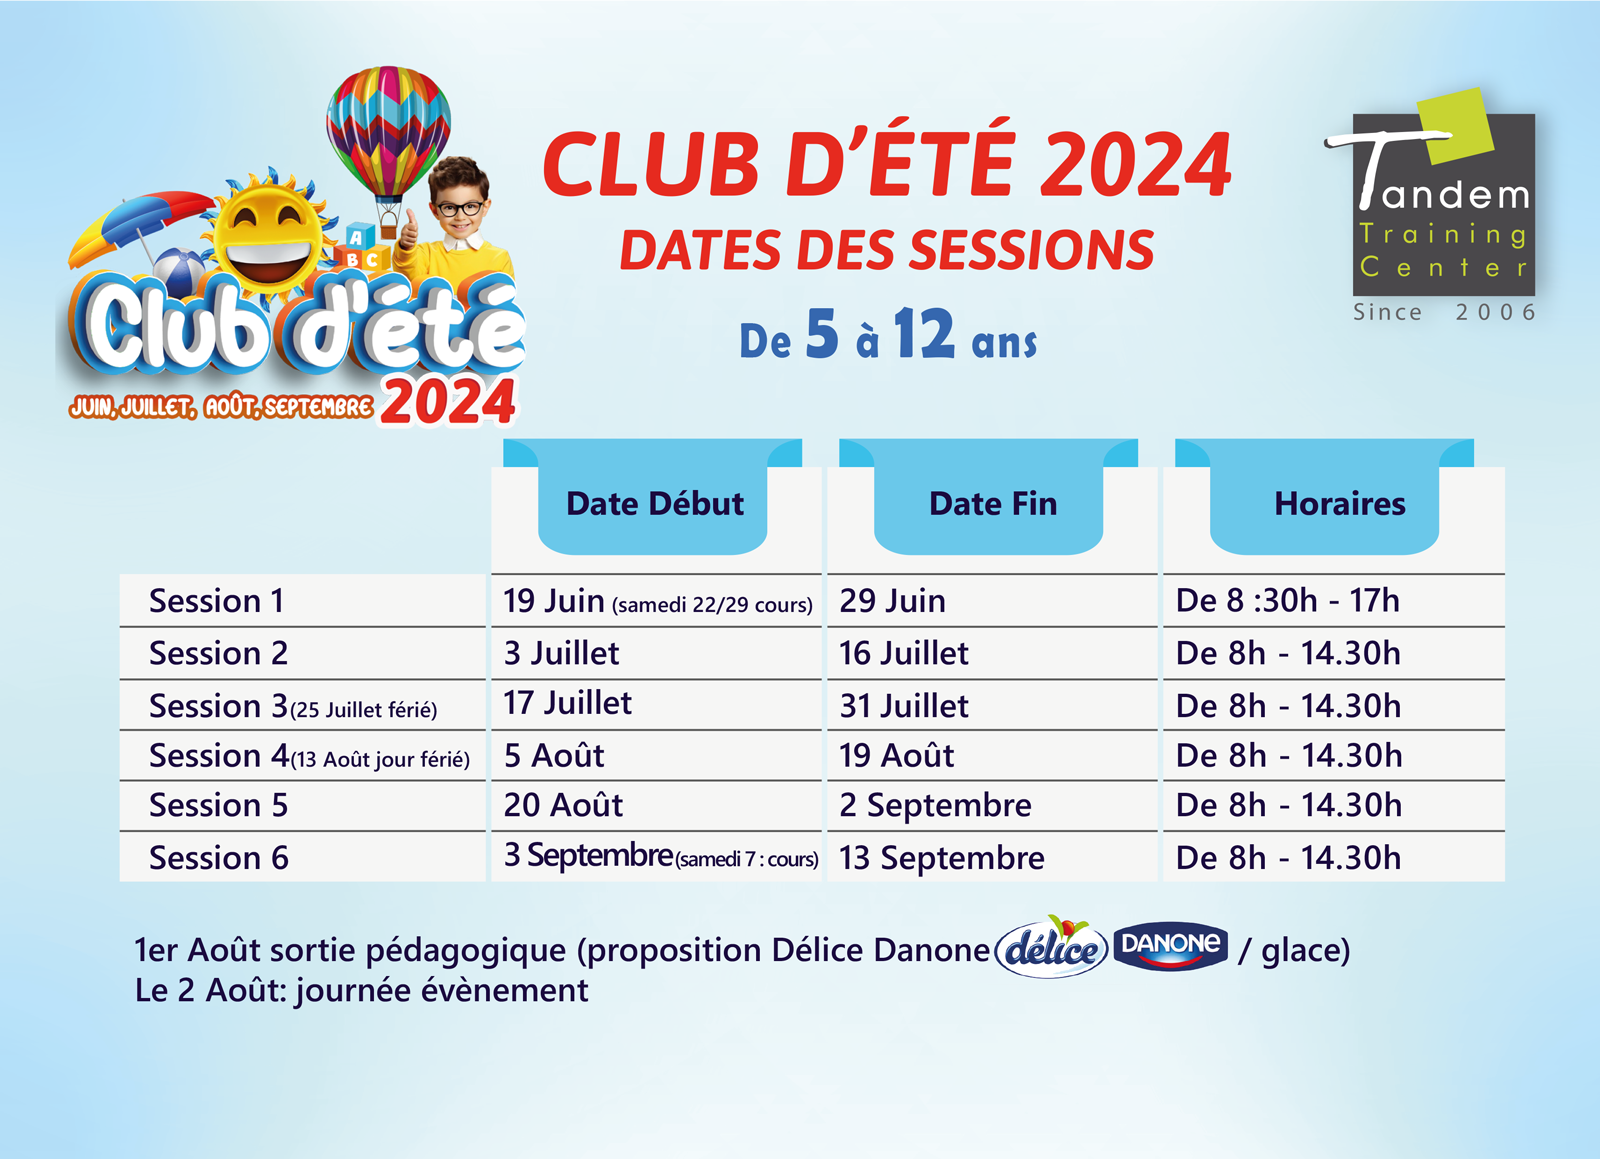 CLUB D'ÉTÉ 2024
DATES DES SESSIONS
De 5 à 12 ans
A
B C
Club d'été
JUIN, JUILLET, AOÛT, SEPTEMBRE 2024
Tandem
Training
Center
Since 2006
Date Début Date Fin Horaires
Session 1 19 Juin (samedi 22/29 cours) 29 Juin De 8 :30h - 17h
Session 2 3 Juillet 16 Juillet De 8h - 14.30h
Session 3 (25 Juillet férié) 17 Juillet 31 Juillet De 8h - 14.30h
Session 4(13 Août jour férié) 5 Août 19 Août De 8h - 14.30h
Session 5 20 Août 2 Septembre De 8h - 14.30h
Session 6 3 Septembre (samedi 7 : cours) 13 Septembre De 8h - 14.30h
1er Août sortie pédagogique (proposition Délice Danone délice DANONE / glace)
Le 2 Août: journée évènement